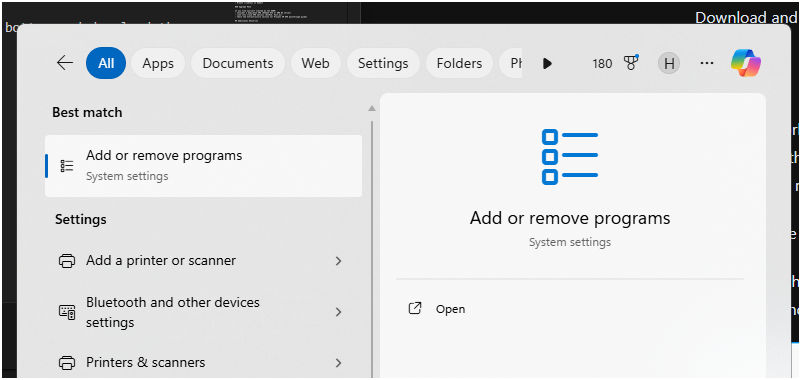 Download and
All
Apps
Documents
Web
Settings
Folders
180
H
Best match
Add or remove programs
System settings
Settings
Add a printer or scanner
Bluetooth and other devices
settings
Printers & scanners
Add or remove programs
System settings
Open